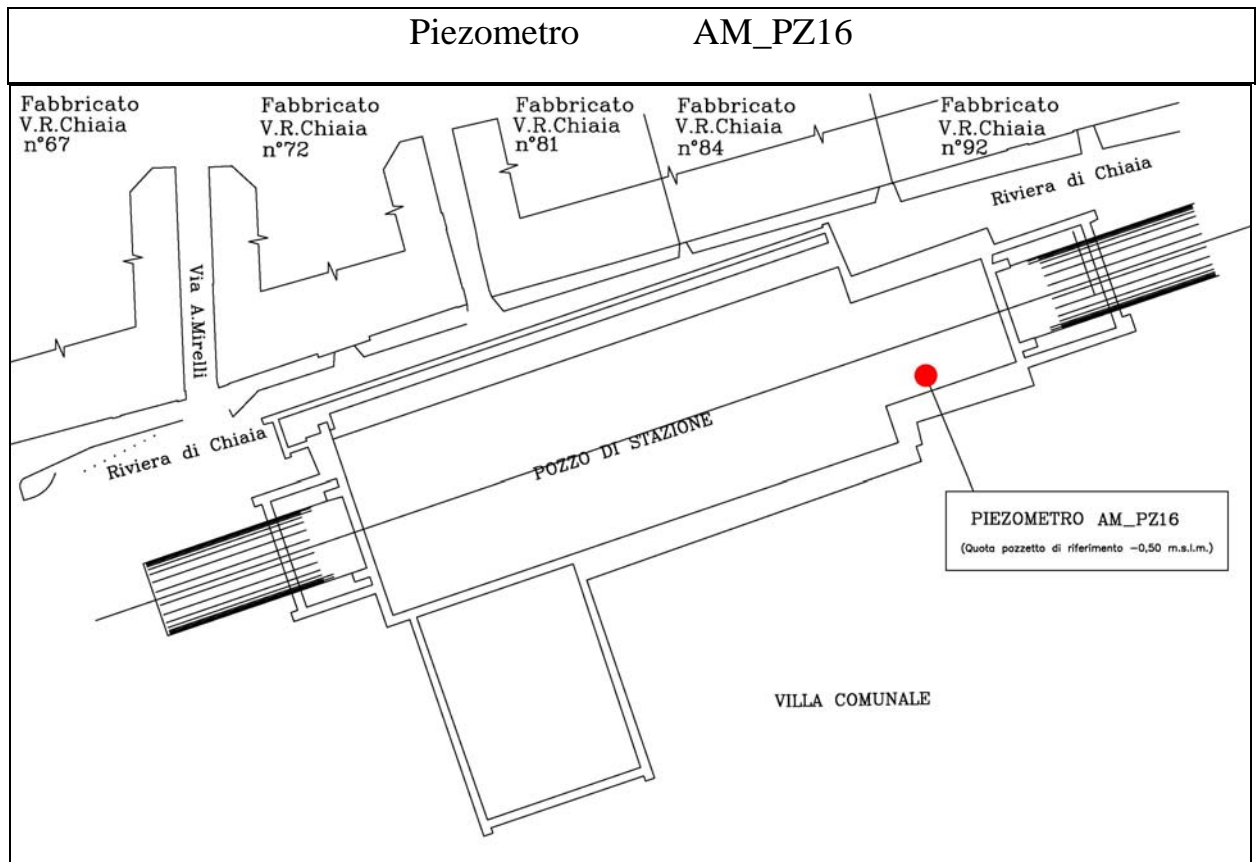 Piezometro AM_PZ16
Fabbricato
V.R.Chiaia
n°67
Fabbricato
V.R.Chiaia
n°72
Fabbricato
V.R.Chiaia
n°81
Fabbricato
V.R.Chiaia
n°84
Fabbricato
V.R.Chiaia
n°92
Riviera di Chiaia
Via A.Mirelli
Riviera di Chiaia
POZZO DI STAZIONE
PIEZOMETRO AM_PZ16
(Quota pozzetto di riferimento -0,50 m.s.l.m.)
VILLA COMUNALE